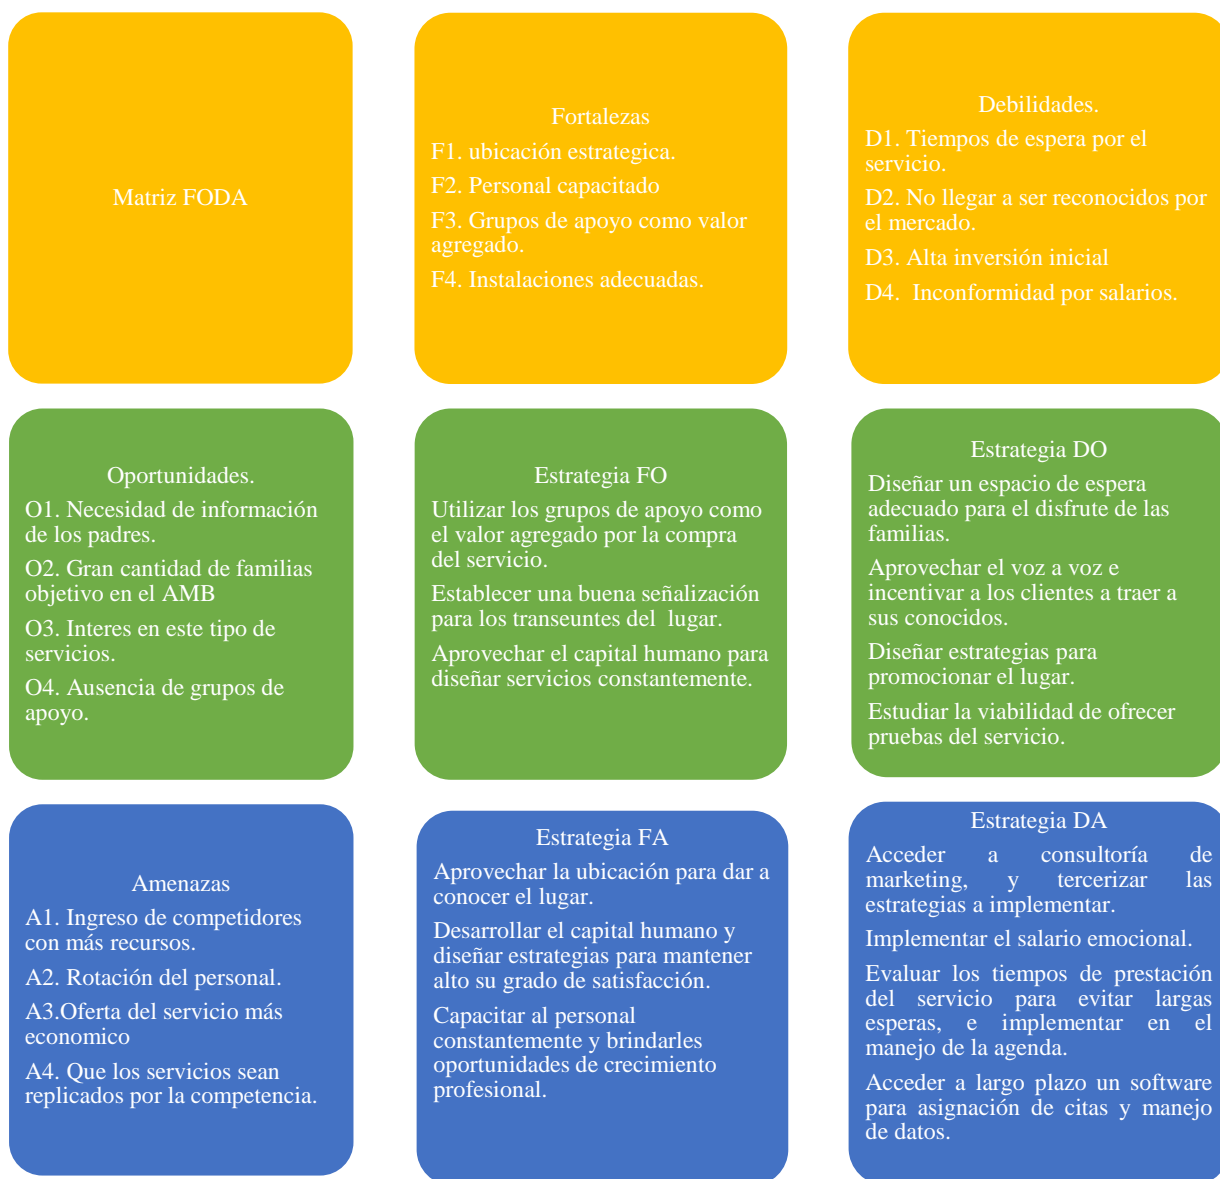 Matriz FODA
Fortalezas
F1. ubicación estrategica.
F2. Personal capacitado
F3. Grupos de apoyo como valor
agregado.
F4. Instalaciones adecuadas.
Debilidades.
D1. Tiempos de espera por el
servicio.
D2. No llegar a ser reconocidos por
el mercado.
D3. Alta inversión inicial
D4.  Inconformidad por salarios.
Oportunidades.
O1. Necesidad de información
de los padres.
O2. Gran cantidad de familias
objetivo en el AMB
O3. Interes en este tipo de
servicios.
O4. Ausencia de grupos de
apoyo.
Estrategia FO
Utilizar los grupos de apoyo como
el valor agregado por la compra
del servicio.
Establecer una buena señalización
para los transeuntes del  lugar.
Aprovechar el capital humano para
diseñar servicios constantemente.
Estrategia DO
Diseñar un espacio de espera
adecuado para el disfrute de las
familias.
Aprovechar el voz a voz e
incentivar a los clientes a traer a
sus conocidos.
Diseñar estrategias para
promocionar el lugar.
Estudiar la viabilidad de ofrecer
pruebas del servicio.
Amenazas
A1. Ingreso de competidores
con más recursos.
A2. Rotación del personal.
A3.Oferta del servicio más
economico
A4. Que los servicios sean
replicados por la competencia.
Estrategia FA
Aprovechar la ubicación para dar a
conocer el lugar.
Desarrollar el capital humano y
diseñar estrategias para mantener
alto su grado de satisfacción.
Capacitar al personal
constantemente y brindarles
oportunidades de crecimiento
profesional.
Estrategia DA
Acceder a consultoría de
marketing, y tercerizar las
estrategias a implementar.
Implementar el salario emocional.
Evaluar los tiempos de prestación
del servicio para evitar largas
esperas, e implementar en el
manejo de la agenda.
Acceder a largo plazo un software
para asignación de citas y manejo
de datos.